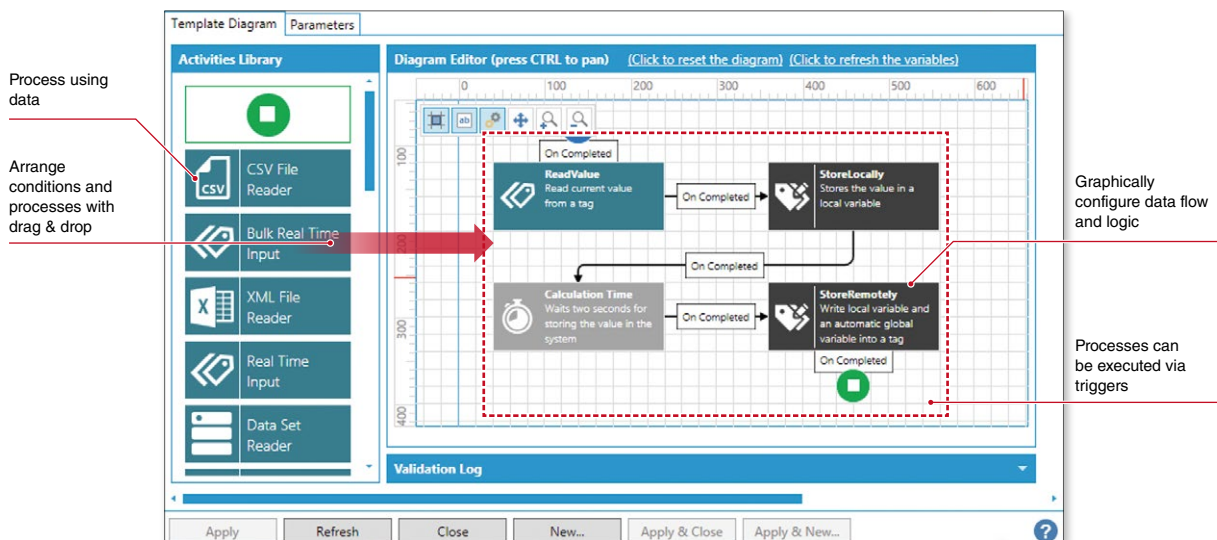 Template Diagram
Parameters
Activities Library
Diagram Editor (press CTRL to pan)
(Click to reset the diagram)
(Click to refresh the variables)
Process using
data
Arrange
conditions and
processes with
drag & drop
CSV
CSV File
Reader
Bulk Real Time
Input
X
XML File
Reader
Real Time
Input
Data Set
Reader
0
100
200
300
400
500
600
100
200
300
400
ab
On Completed
ReadValue
Read current value
from a tag
On Completed
StoreLocally
Stores the value in a
local variable
On Completed
Calculation Time
Waits two seconds for
storing the value in the
system
On Completed
StoreRemotely
Write local variable and
an automatic global
variable into a tag
On Completed
Graphically
configure data flow
and logic
Processes can
be executed via
triggers
Validation Log
Apply
Refresh
Close
New...
Apply & Close
Apply & New...
?